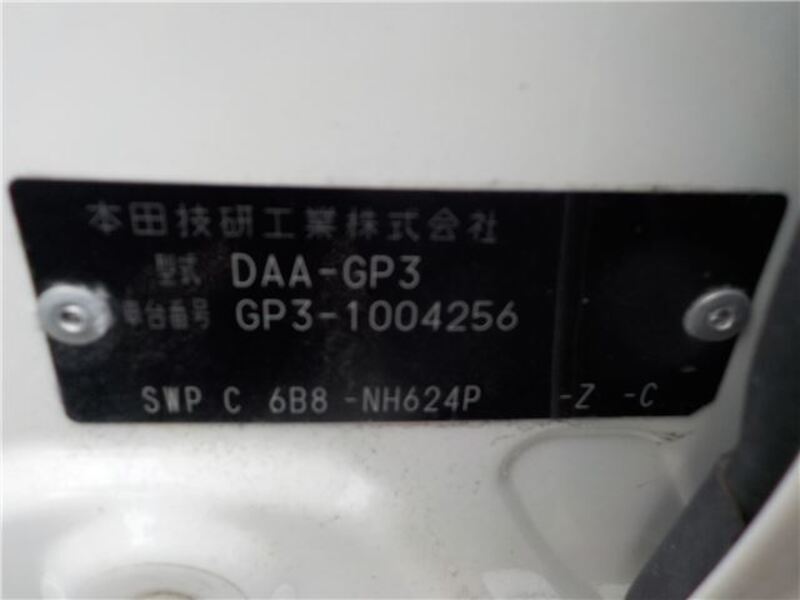 本田技研工業株式会社
型式 DAA-GP3
車台番号 GP3-1004256
SWP C 6B8 -NH624P -Z -C